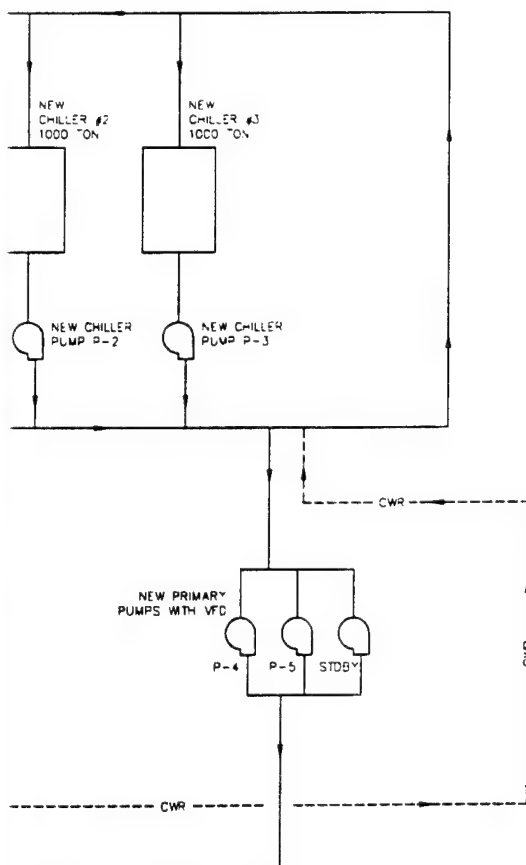 NEW
CHILLER #2
1000 TON
NEW
CHILLER #3
1000 TON
NEW CHILLER
PUMP P-2
NEW CHILLER
PUMP P-3
CWR
NEW PRIMARY
PUMPS WITH VFD
P-4
P-5
STDBY
CWR
CWR